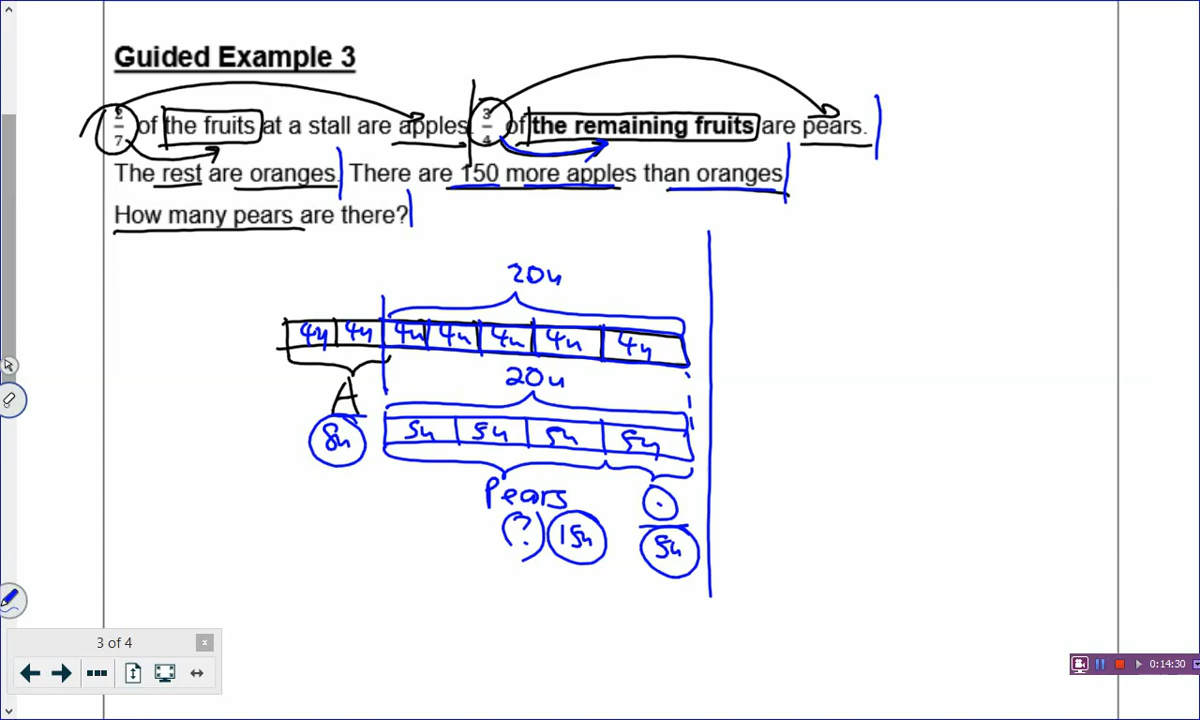 Guided Example 3
2/7 of the fruits at a stall are apples. 3/4 of the remaining fruits are pears.
The rest are oranges. There are 150 more apples than oranges.
How many pears are there?
20u
4u 4u 4u 4u 4u 4u 4u
20u
A
8u 5u 5u 5u 5u
Pears O
? 15u 5u
3 of 4
0:14:30